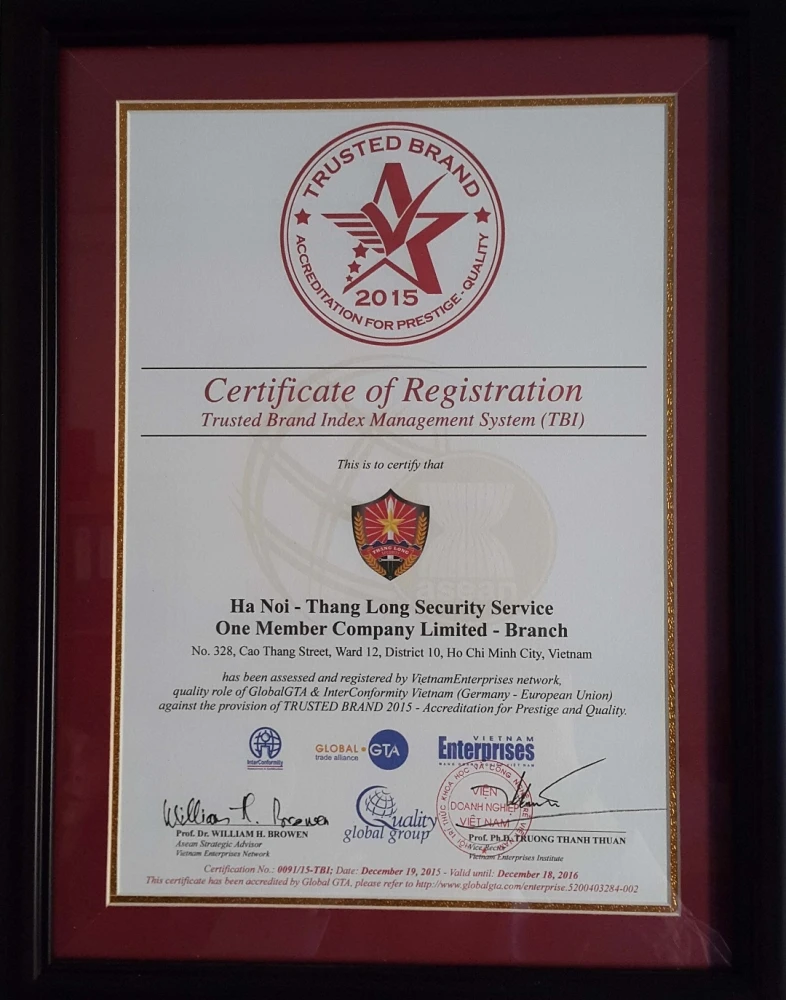 TRUSTED BRAND
ACCREDITATION FOR PRESTIGE - QUALITY
2015
Certificate of Registration
Trusted Brand Index Management System (TBI)
This is to certify that
THANG LONG
asean
Ha Noi - Thang Long Security Service
One Member Company Limited - Branch
No. 328, Cao Thang Street, Ward 12, District 10, Ho Chi Minh City, Vietnam
has been assessed and registered by VietnamEnterprises network,
quality role of GlobalGTA & InterConformity Vietnam (Germany - European Union)
against the provision of TRUSTED BRAND 2015 - Accreditation for Prestige and Quality.
InterConformity
GLOBAL GTA
trade alliance
VIETNAM
Enterprises
William H. Browen
Quality
global group
VIỆN
DOANH NGHIỆP
VIỆT NAM
Prof. Dr. WILLIAM H. BROWEN
Asean Strategic Advisor
Vietnam Enterprises Network
Prof. Ph.D. TRUONG THANH THUAN
Vice Rector
Vietnam Enterprises Institute
Certification No.: 0091/15-TBI; Date: December 19, 2015 - Valid until: December 18, 2016
This certificate has been accredited by Global GTA, please refer to http://www.globalgta.com/enterprise.5200403284-002